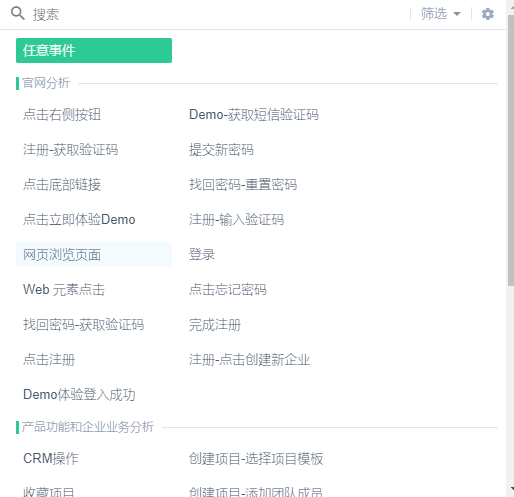 搜索 筛选
任意事件
官网分析
点击右侧按钮 Demo-获取短信验证码
注册-获取验证码 提交新密码
点击底部链接 找回密码-重置密码
点击立即体验Demo 注册-输入验证码
网页浏览页面 登录
Web 元素点击 点击忘记密码
找回密码-获取验证码 完成注册
点击注册 注册-点击创建新企业
Demo体验登入成功
产品功能和企业业务分析
CRM操作 创建项目-选择项目模板
收藏项目 创建项目-添加团队成员